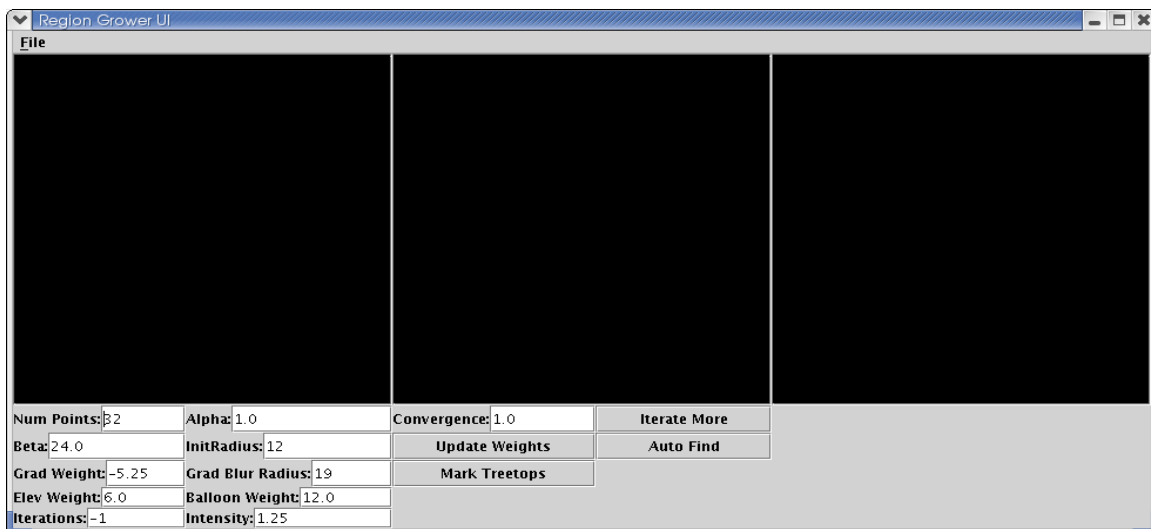 Region Grower UI
File
Num Points: 32 Alpha: 1.0 Convergence: 1.0 Iterate More
Beta: 24.0 InitRadius: 12 Update Weights Auto Find
Grad Weight: -5.25 Grad Blur Radius: 19 Mark Treetops
Elev Weight: 6.0 Balloon Weight: 12.0
Iterations: -1 Intensity: 1.25